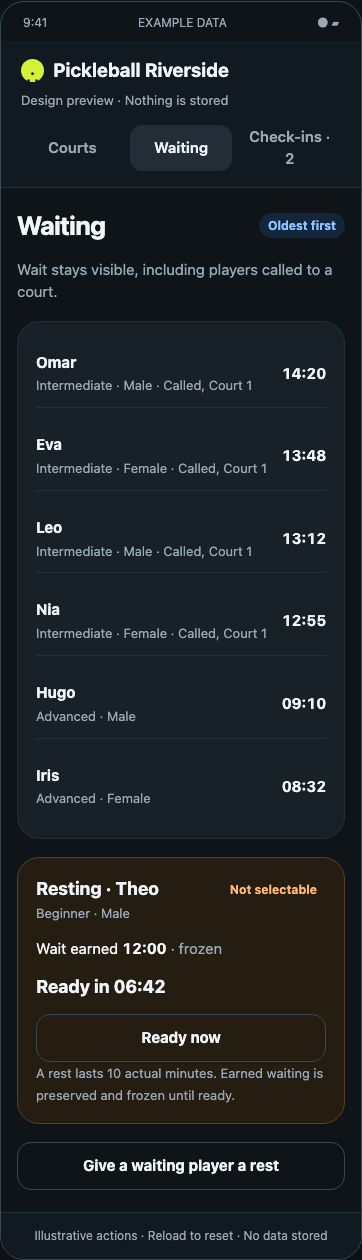 9:41
EXAMPLE DATA
Pickleball Riverside
Design preview · Nothing is stored
Courts
Waiting
Check-ins ·
2
Waiting
Oldest first
Wait stays visible, including players called to a
court.
Omar
Intermediate · Male · Called, Court 1
14:20
Eva
Intermediate · Female · Called, Court 1
13:48
Leo
Intermediate · Male · Called, Court 1
13:12
Nia
Intermediate · Female · Called, Court 1
12:55
Hugo
Advanced · Male
09:10
Iris
Advanced · Female
08:32
Resting · Theo
Not selectable
Beginner · Male
Wait earned 12:00 · frozen
Ready in 06:42
Ready now
A rest lasts 10 actual minutes. Earned waiting is
preserved and frozen until ready.
Give a waiting player a rest
Illustrative actions · Reload to reset · No data stored